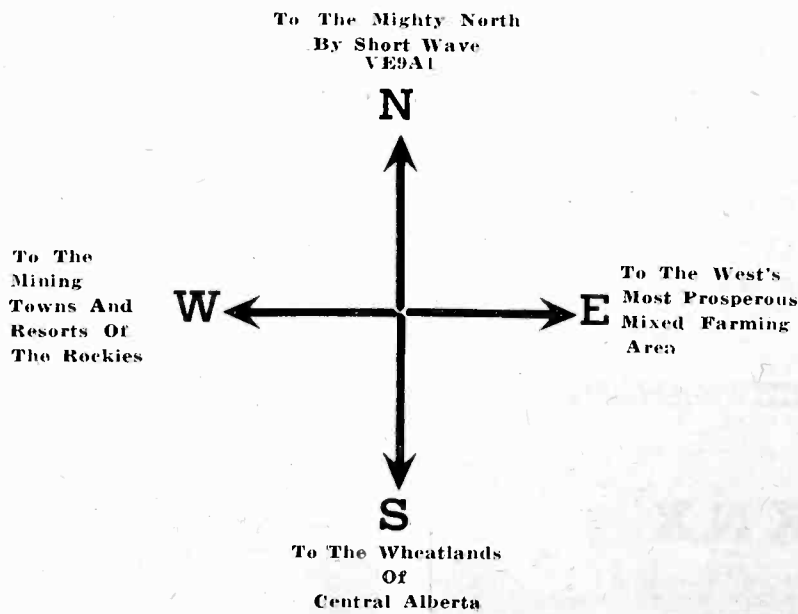 To The Mighty North
By Short Wave
VE9AI
N
To The
Mining
Towns And
Resorts Of
The Rockies
W
E
To The West's
Most Prosperous
Mixed Farming
Area
S
To The Wheatlands
Of
Central Alberta